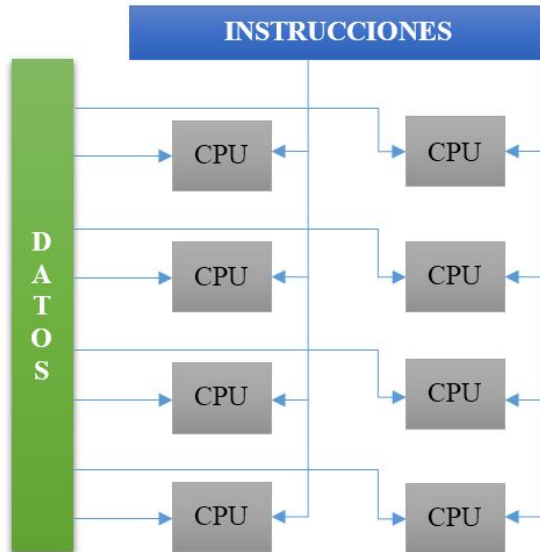 INSTRUCCIONES
CPU CPU
D
A
T
O
S
CPU CPU
CPU CPU
CPU CPU